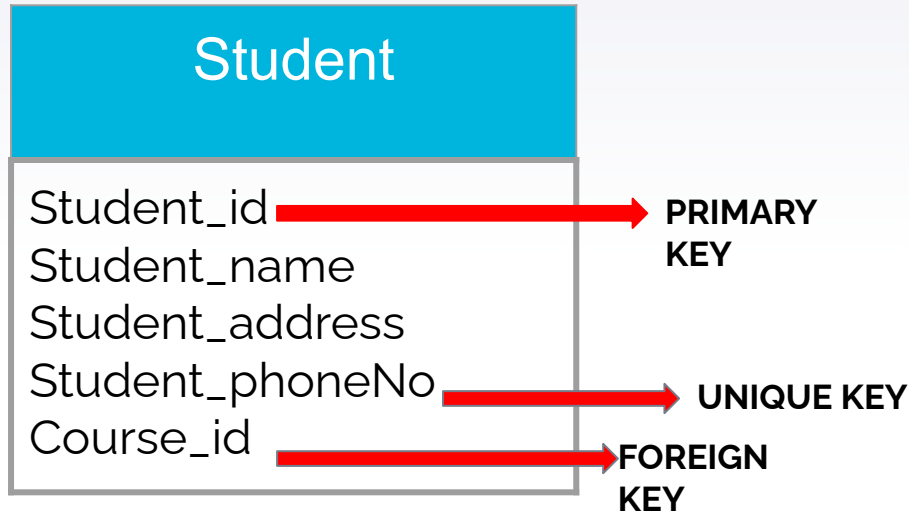 Student
Student_id
PRIMARY
KEY
Student_name
Student_address
Student_phoneNo
UNIQUE KEY
Course_id
FOREIGN
KEY